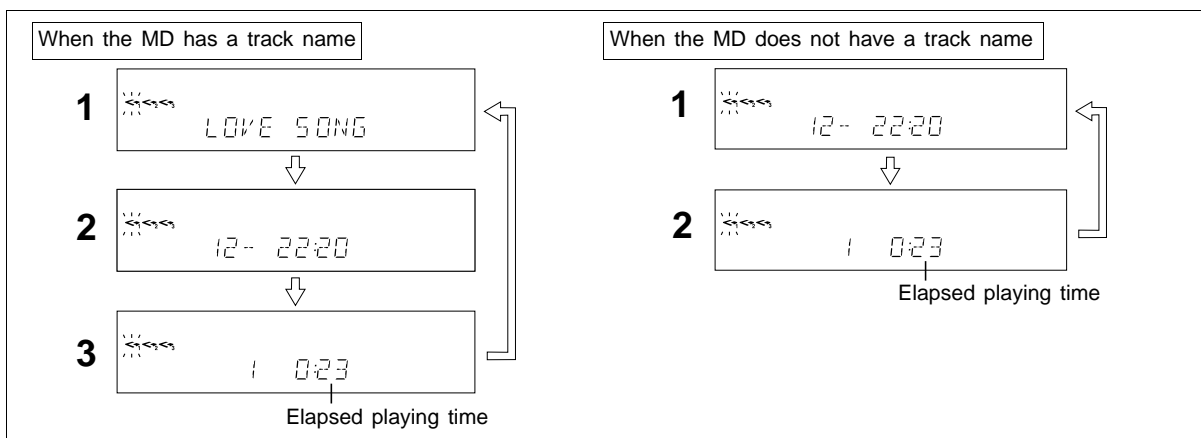 When the MD has a track name
1
LOVE SONG
2
12- 22:20
3
1 0:23
Elapsed playing time
When the MD does not have a track name
1
12- 22:20
2
1 0:23
Elapsed playing time